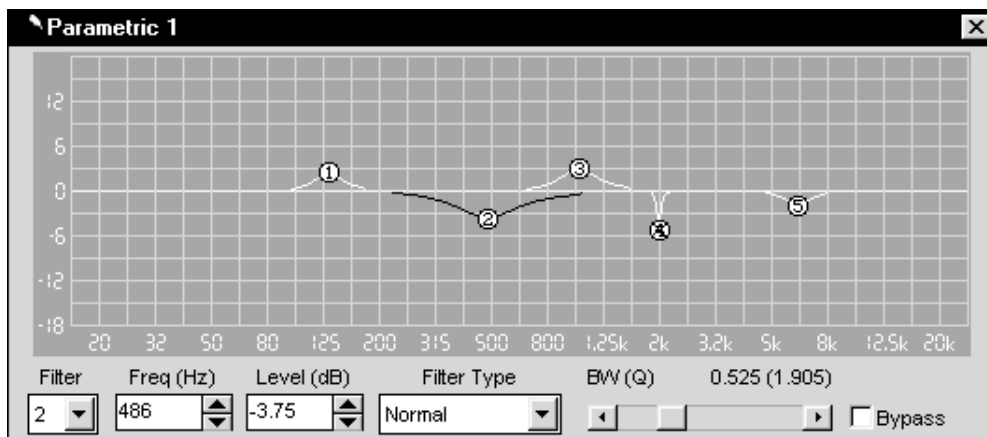 Parametric 1
12
6
0
-6
-12
-18
1 2 3 4 5
20 32 50 80 125 200 315 500 800 1.25k 2k 3.2k 5k 8k 12.5k 20k
Filter Freq (Hz) Level (dB) Filter Type BW (Q) 0.525 (1.905)
2 486 -3.75 Normal Bypass